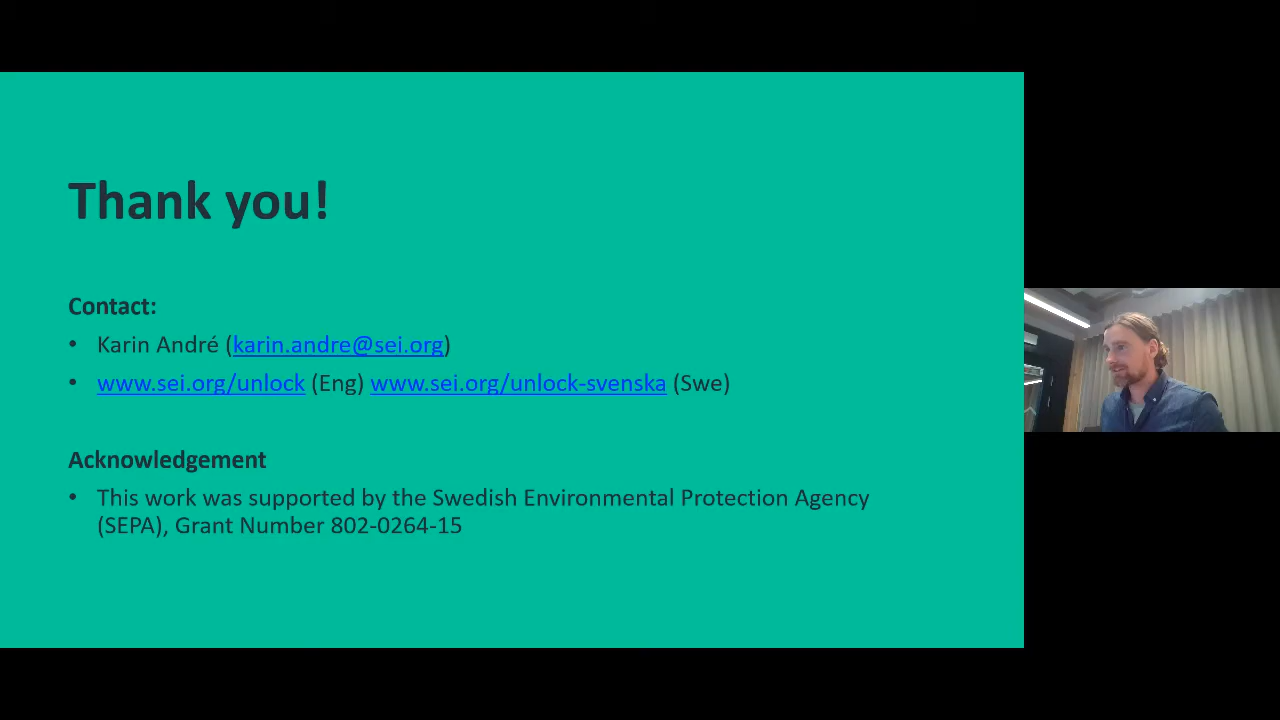 Thank you!
Contact:
• Karin André (karin.andre@sei.org)
• www.sei.org/unlock (Eng) www.sei.org/unlock-svenska (Swe)
Acknowledgement
• This work was supported by the Swedish Environmental Protection Agency
(SEPA), Grant Number 802-0264-15